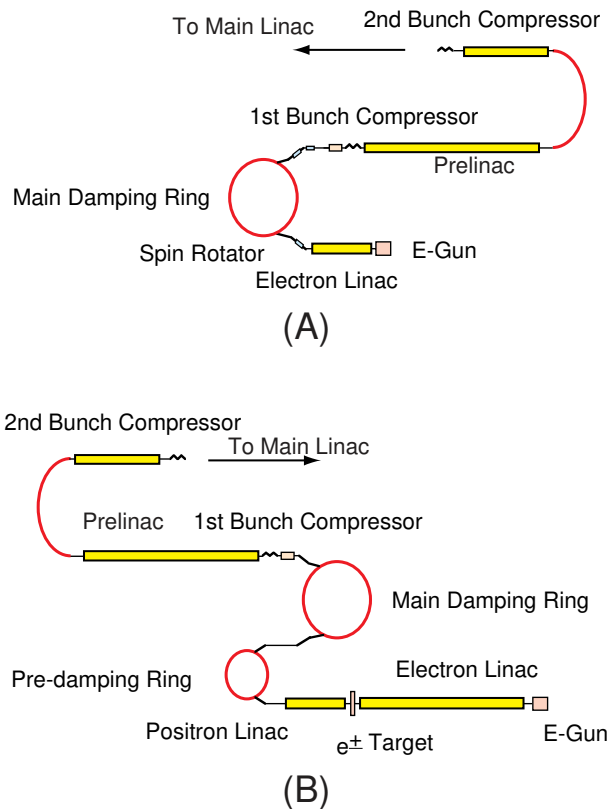 2nd Bunch Compressor
To Main Linac
1st Bunch Compressor
Prelinac
Main Damping Ring
Spin Rotator
E-Gun
Electron Linac
(A)
2nd Bunch Compressor
To Main Linac
Prelinac
1st Bunch Compressor
Main Damping Ring
Pre-damping Ring
Electron Linac
Positron Linac
e± Target
E-Gun
(B)